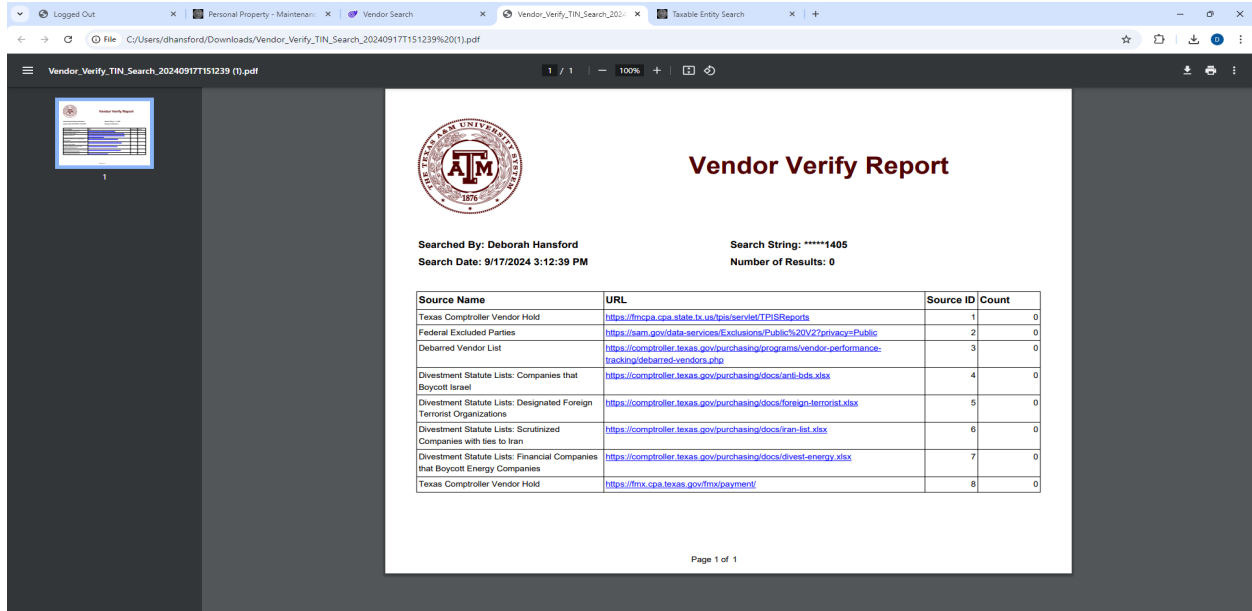 Logged Out
Personal Property - Maintenanc
Vendor Search
Vendor_Verify_TIN_Search_202
Taxable Entity Search
File C:/Users/dhansford/Downloads/Vendor_Verify_TIN_Search_20240917T151239%20(1).pdf
D
Vendor_Verify_TIN_Search_20240917T151239 (1).pdf
1 / 1
100%
Vendor Verify Report
1
THE TEXAS A&M UNIVERSITY SYSTEM
ATM
1876
Vendor Verify Report
Searched By: Deborah Hansford
Search String: *****1405
Search Date: 9/17/2024 3:12:39 PM
Number of Results: 0
Source Name URL Source ID Count
Texas Comptroller Vendor Hold https://fmcpa.cpa.state.tx.us/tpis/servlet/TPISReports 1 0
Federal Excluded Parties https://sam.gov/data-services/Exclusions/Public%20V2?privacy=Public 2 0
Debarred Vendor List https://comptroller.texas.gov/purchasing/programs/vendor-performance- 3 0
tracking/debarred-vendors.php
Divestment Statute Lists: Companies that https://comptroller.texas.gov/purchasing/docs/anti-bds.xlsx 4 0
Boycott Israel
Divestment Statute Lists: Designated Foreign https://comptroller.texas.gov/purchasing/docs/foreign-terrorist.xlsx 5 0
Terrorist Organizations
Divestment Statute Lists: Scrutinized https://comptroller.texas.gov/purchasing/docs/iran-list.xlsx 6 0
Companies with ties to Iran
Divestment Statute Lists: Financial Companies https://comptroller.texas.gov/purchasing/docs/divest-energy.xlsx 7 0
that Boycott Energy Companies
Texas Comptroller Vendor Hold https://fmx.cpa.texas.gov/fmx/payment/ 8 0
Page 1 of 1